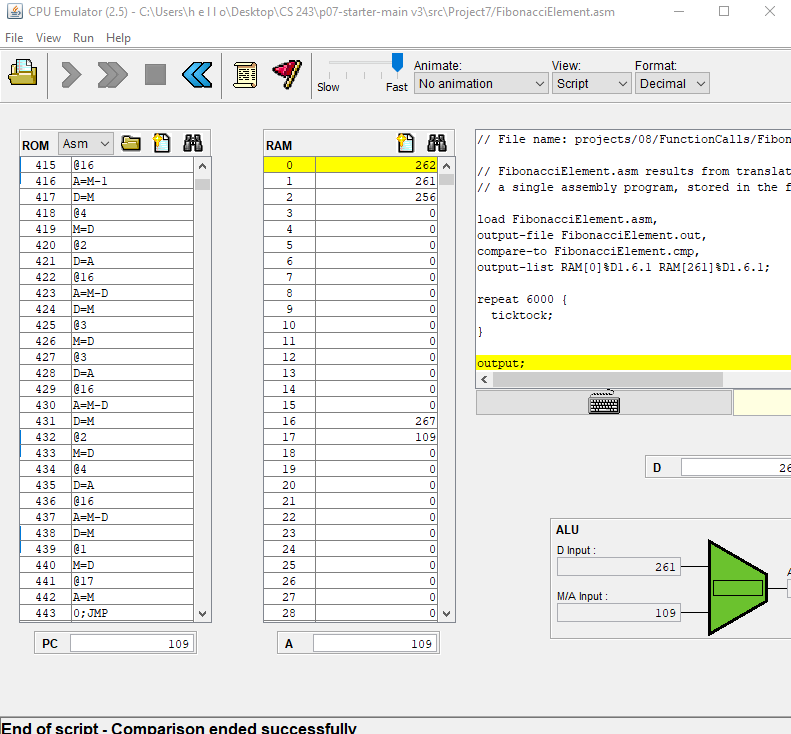 CPU Emulator (2.5) - C:\Users\h e l l o\Desktop\CS 243\p07-starter-main v3\src\Project7/FibonacciElement.asm
File View Run Help
Slow Fast
Animate:
No animation
View:
Script
Format:
Decimal
ROM Asm
415 @16
416 A=M-1
417 D=M
418 @4
419 M=D
420 @2
421 D=A
422 @16
423 A=M-D
424 D=M
425 @3
426 M=D
427 @3
428 D=A
429 @16
430 A=M-D
431 D=M
432 @2
433 M=D
434 @4
435 D=A
436 @16
437 A=M-D
438 D=M
439 @1
440 M=D
441 @17
442 A=M
443 0;JMP
PC 109
RAM
0 262
1 261
2 256
3 0
4 0
5 0
6 0
7 0
8 0
9 0
10 0
11 0
12 0
13 0
14 0
15 0
16 267
17 109
18 0
19 0
20 0
21 0
22 0
23 0
24 0
25 0
26 0
27 0
28 0
A 109
// File name: projects/08/FunctionCalls/Fibon
// FibonacciElement.asm results from translat
// a single assembly program, stored in the f
load FibonacciElement.asm,
output-file FibonacciElement.out,
compare-to FibonacciElement.cmp,
output-list RAM[0]%D1.6.1 RAM[261]%D1.6.1;
repeat 6000 {
ticktock;
}
output;
D 26
ALU
D Input :
261
M/A Input :
109
End of script - Comparison ended successfully